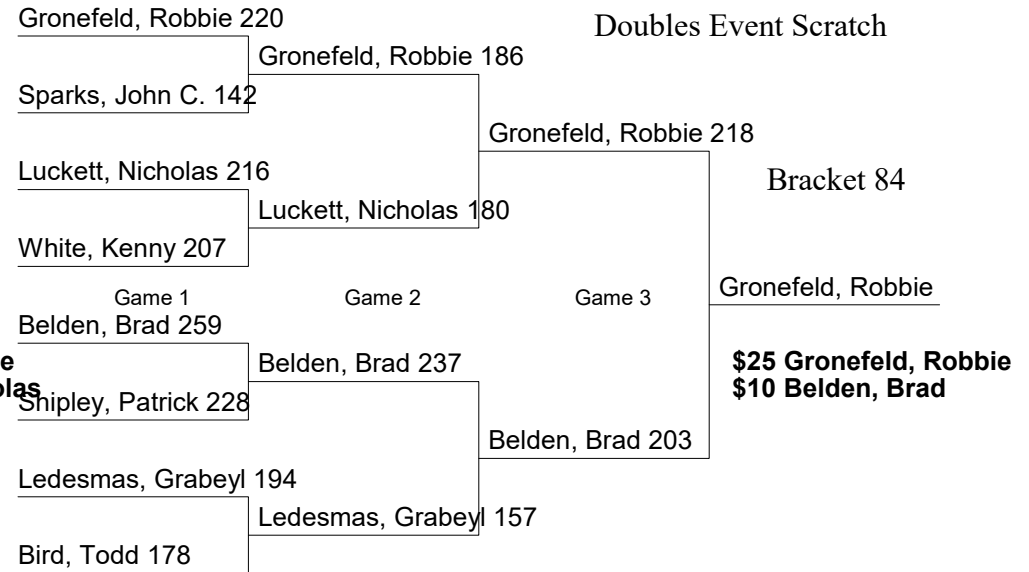 Gronefeld, Robbie 220
Doubles Event Scratch
Gronefeld, Robbie 186
Sparks, John C. 142
Gronefeld, Robbie 218
Luckett, Nicholas 216
Bracket 84
Luckett, Nicholas 180
White, Kenny 207
Game 1
Game 2
Game 3
Gronefeld, Robbie
Belden, Brad 259
Belden, Brad 237
$25 Gronefeld, Robbie
$10 Belden, Brad
Shipley, Patrick 228
Belden, Brad 203
Ledesmas, Grabeyl 194
Ledesmas, Grabeyl 157
Bird, Todd 178